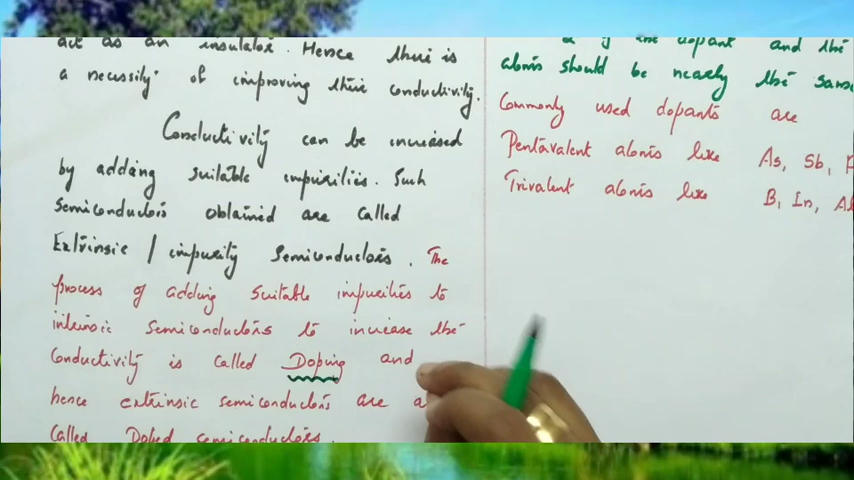 act as an insulator. Hence there is
a necessity of improving their conductivity.
Conductivity can be increased
by adding suitable impurities. Such
semiconductors obtained are called
Extrinsic / impurity semiconductors. The
process of adding suitable impurities to
intrinsic semiconductors to increase the
conductivity is called Doping and
hence extrinsic semiconductors are a
called Doped semiconductors.
of the dopant and the
atoms should be nearly the same
Commonly used dopants are
Pentavalent atoms like As, Sb, P
Trivalent atoms like B, In, Al